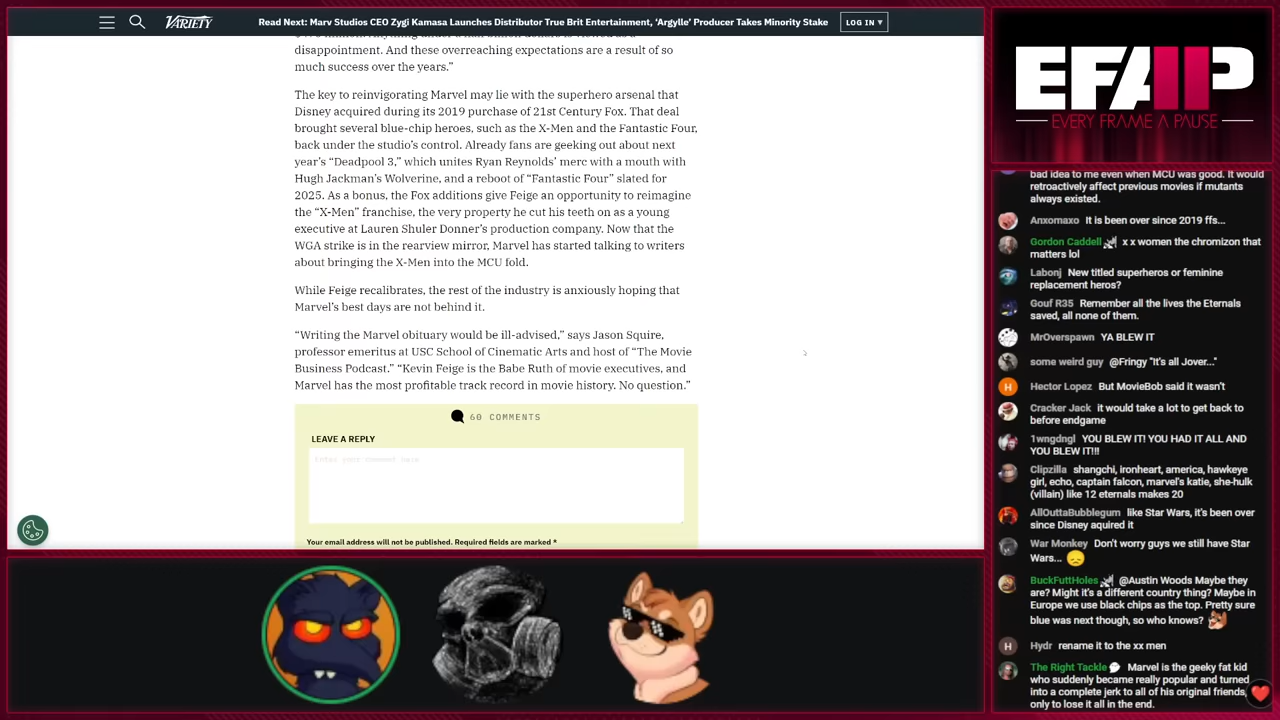 VARIETY
Read Next: Marv Studios CEO Zygi Kamasa Launches Distributor True Brit Entertainment, ‘Argylle’ Producer Takes Minority Stake
LOG IN ▾
disappointment. And these overreaching expectations are a result of so
much success over the years.”
The key to reinvigorating Marvel may lie with the superhero arsenal that
Disney acquired during its 2019 purchase of 21st Century Fox. That deal
brought several blue-chip heroes, such as the X-Men and the Fantastic Four,
back under the studio’s control. Already fans are geeking out about next
year’s “Deadpool 3,” which unites Ryan Reynolds’ merc with a mouth with
Hugh Jackman’s Wolverine, and a reboot of “Fantastic Four” slated for
2025. As a bonus, the Fox additions give Feige an opportunity to reimagine
the “X-Men” franchise, the very property he cut his teeth on as a young
executive at Lauren Shuler Donner’s production company. Now that the
WGA strike is in the rearview mirror, Marvel has started talking to writers
about bringing the X-Men into the MCU fold.
While Feige recalibrates, the rest of the industry is anxiously hoping that
Marvel’s best days are not behind it.
“Writing the Marvel obituary would be ill-advised,” says Jason Squire,
professor emeritus at USC School of Cinematic Arts and host of “The Movie
Business Podcast.” “Kevin Feige is the Babe Ruth of movie executives, and
Marvel has the most profitable track record in movie history. No question.”
60 COMMENTS
LEAVE A REPLY
Enter your comment here
Your email address will not be published. Required fields are marked *
EFAP
EVERY FRAME A PAUSE
bad idea to me even when MCU was good. It would
retroactively affect previous movies if mutants
always existed.
Anxomaxo It is been over since 2019 ffs...
Gordon Caddell x x women the chromizon that
matters lol
Labonj New titled superheros or feminine
replacement heros?
Gouf R35 Remember all the lives the Eternals
saved, all none of them.
MrOverspawn YA BLEW IT
some weird guy @Fringy "It's all Jover..."
H
Hector Lopez But MovieBob said it wasn't
Cracker Jack it would take a lot to get back to
before endgame
1wngdngl YOU BLEW IT! YOU HAD IT ALL AND
YOU BLEW IT!!!
Clipzilla shangchi, ironheart, america, hawkeye
girl, echo, captain falcon, marvel's katie, she-hulk
(villain) like 12 eternals makes 20
AllOuttaBubblegum like Star Wars, it's been over
since Disney aquired it
War Monkey Don't worry guys we still have Star
Wars...
BuckFuttHoles @Austin Woods Maybe they
are? Might it's a different country thing? Maybe in
Europe we use black chips as the top. Pretty sure
blue was next though, so who knows?
H
Hydr rename it to the xx men
The Right Tackle Marvel is the geeky fat kid
who suddenly became really popular and turned
into a complete jerk to all of his original friends,
only to lose it all in the end.